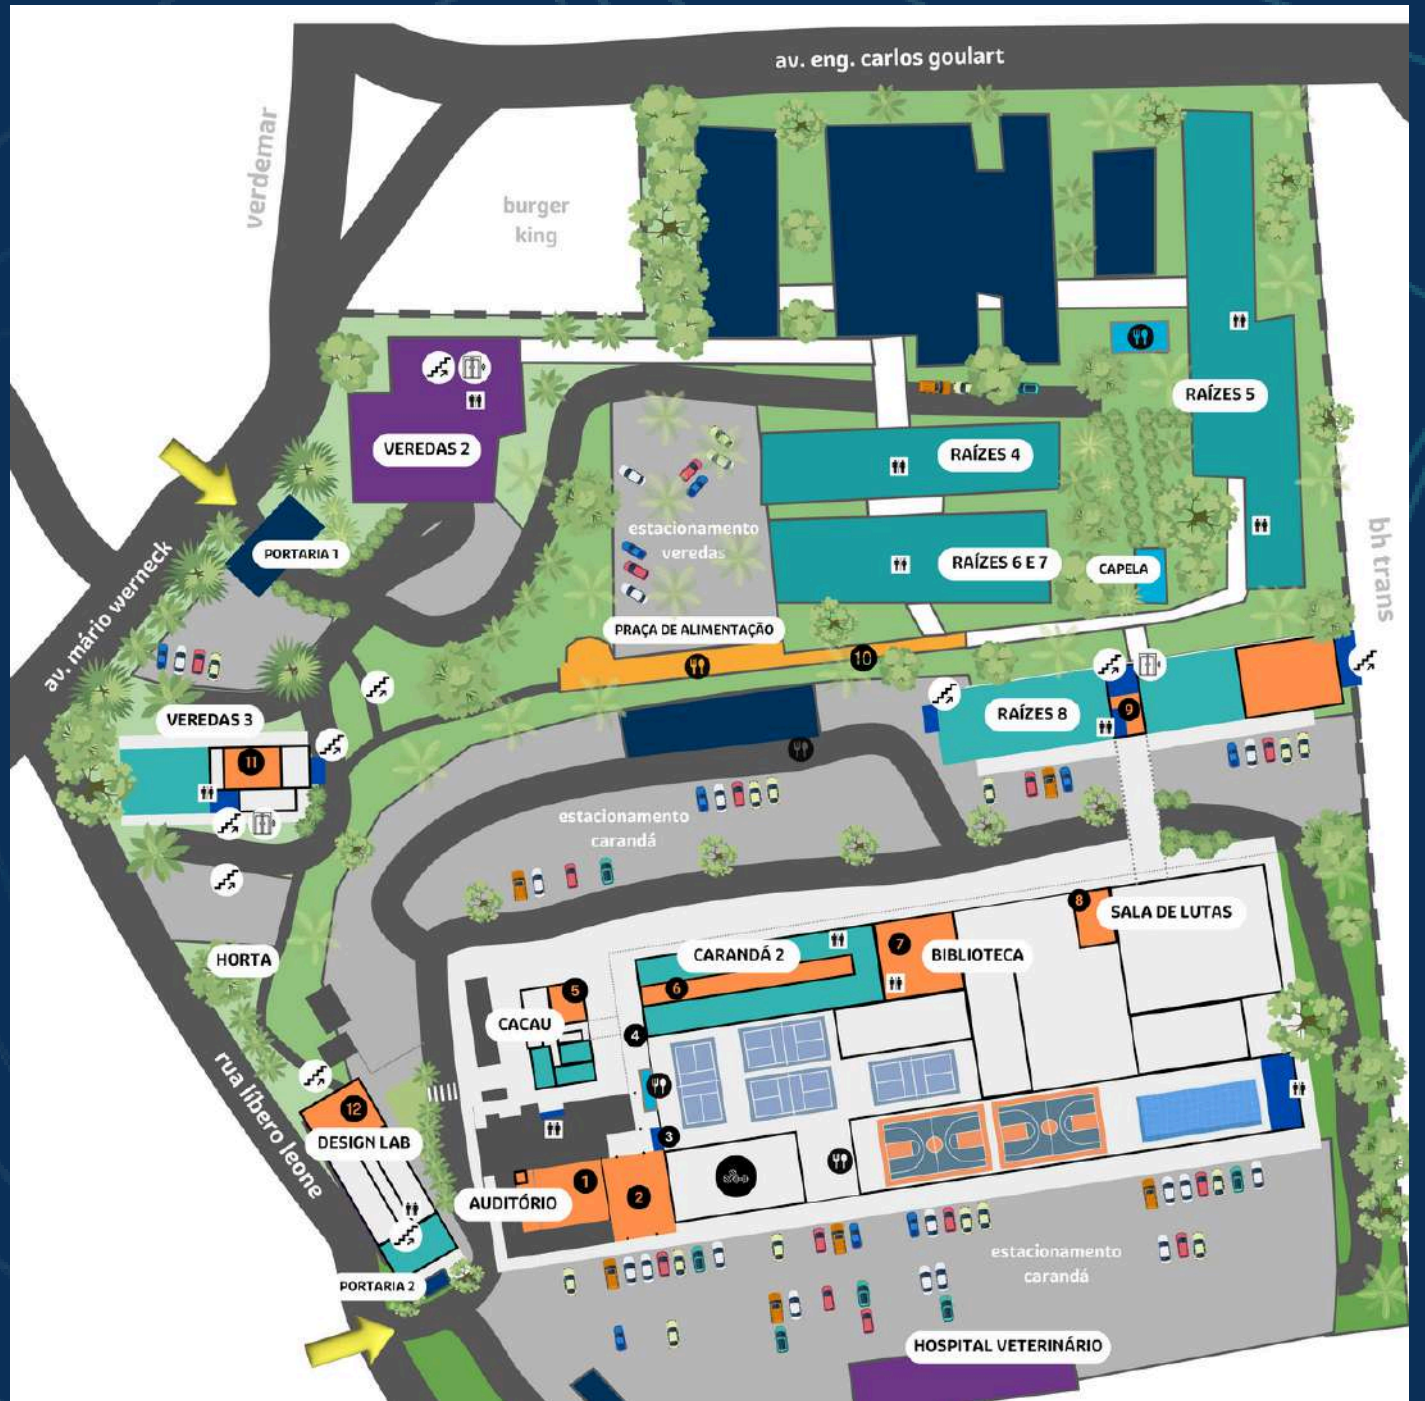 av. eng. carlos goulart
verdemar
burger
king
VEREDAS 2
RAÍZES 5
RAÍZES 4
estacionamento
veredas
RAÍZES 6 E 7
CAPELA
bh trans
PORTARIA 1
av. mário werneck
PRAÇA DE ALIMENTAÇÃO
10
VEREDAS 3
11
RAÍZES 8
9
estacionamento
carandá
8
SALA DE LUTAS
HORTA
CARANDÁ 2
7
BIBLIOTECA
6
5
CACAU
4
rua líbero leone
12
DESIGN LAB
3
1
2
AUDITÓRIO
PORTARIA 2
estacionamento
carandá
HOSPITAL VETERINÁRIO